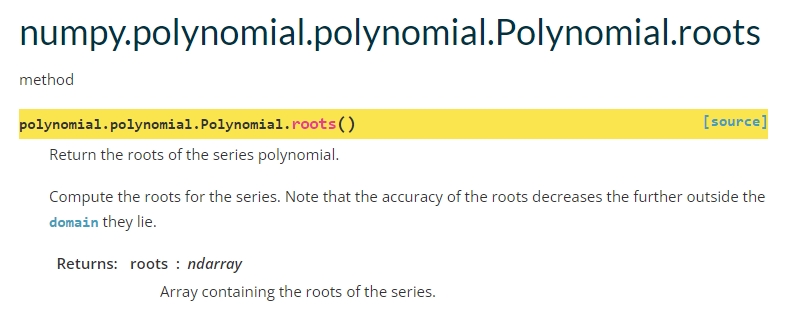 numpy.polynomial.polynomial.Polynomial.roots
method
polynomial.polynomial.Polynomial.roots() [source]
Return the roots of the series polynomial.
Compute the roots for the series. Note that the accuracy of the roots decreases the further outside the
domain they lie.
Returns: roots : ndarray
Array containing the roots of the series.